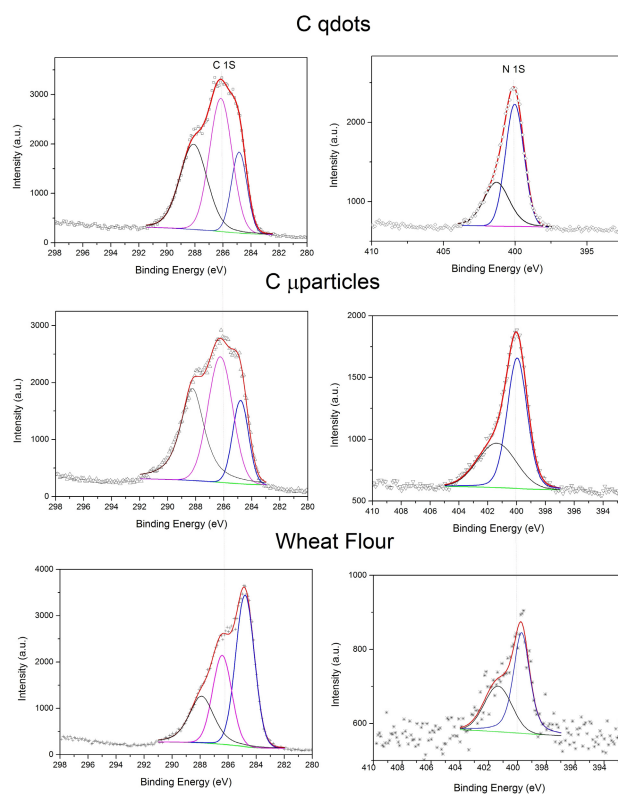 C qdots
C 1S
3000
2000
1000
0
Intensity (a.u.)
298 296 294 292 290 288 286 284 282 280
Binding Energy (eV)
N 1S
2000
1000
Intensity (a.u.)
410 405 400 395
Binding Energy (eV)
C μparticles
3000
2000
1000
0
Intensity (a.u.)
298 296 294 292 290 288 286 284 282 280
Binding Energy (eV)
2000
1500
1000
500
Intensity (a.u.)
410 408 406 404 402 400 398 396 394
Binding Energy (eV)
Wheat Flour
4000
3000
2000
1000
0
Intensity (a.u.)
298 296 294 292 290 288 286 284 282 280
Binding Energy (eV)
1000
800
600
Intensity (a.u.)
410 408 406 404 402 400 398 396 394
Binding Energy (eV)